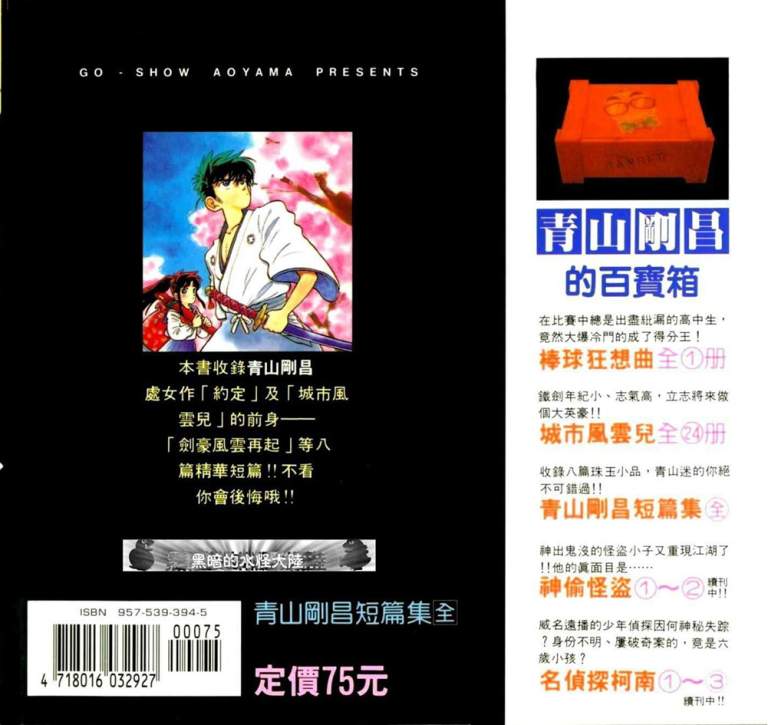 GO-SHOW AOYAMA PRESENTS
本書收錄青山剛昌
處女作「約定」及「城市風
雲兒」的前身——
「劍豪風雲再起」等八
篇精華短篇!!不看
你會後悔哦!!
黑暗的水怪大陸
ISBN 957-539-394-5
00075
4 718016 032927
青山剛昌短篇集全
定價75元
青山剛昌
的百寶箱
在比賽中總是出盡紕漏的高中生，
竟然大爆冷門的成了得分王！
棒球狂想曲全①册
鐵劍年紀小、志氣高，立志將來做
個大英豪!!
城市風雲兒全㉔册
收錄八篇珠玉小品，青山迷的你絕
不可錯過!!
青山剛昌短篇集全
神出鬼沒的怪盜小子又重現江湖了
!!他的眞面目是……
神偷怪盜①～②續刊中!!
威名遠播的少年偵探因何神秘失踪
？身份不明、屢破奇案的，竟是六
歲小孩？
名偵探柯南①～③
續刊中!!